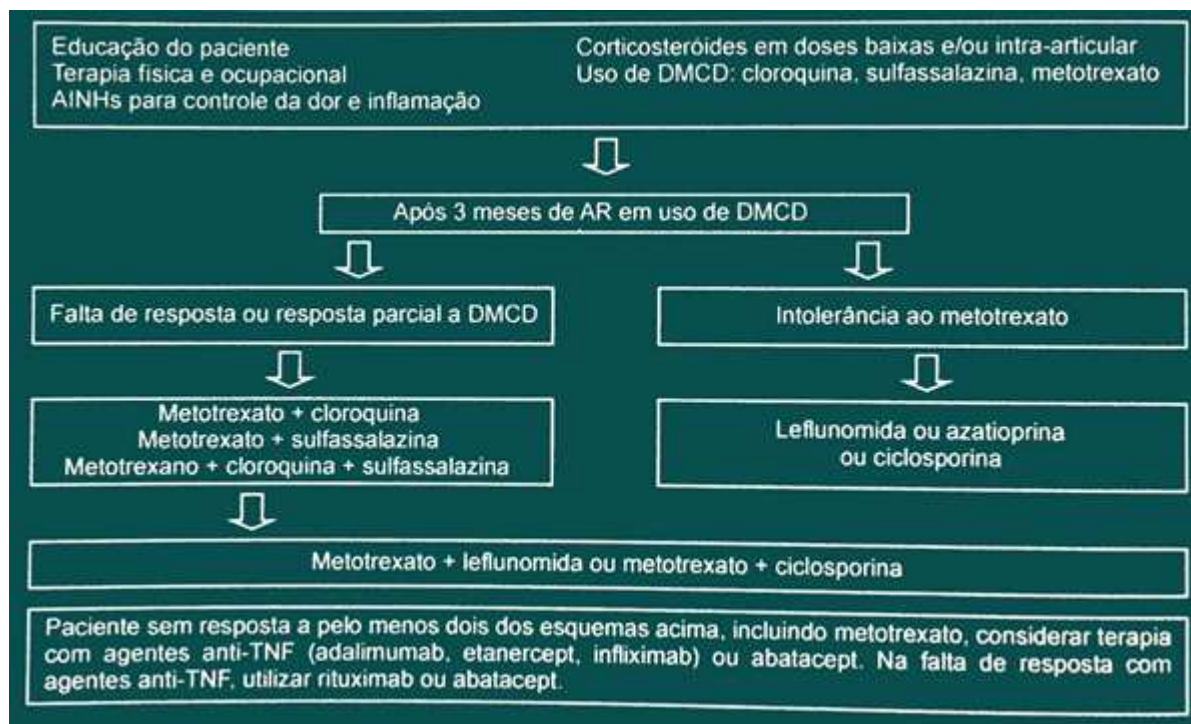 Educação do paciente
Terapia física e ocupacional
AINHs para controle da dor e inflamação
Corticosteróides em doses baixas e/ou intra-articular
Uso de DMCD: cloroquina, sulfassalazina, metotrexato
Após 3 meses de AR em uso de DMCD
Falta de resposta ou resposta parcial a DMCD
Intolerância ao metotrexato
Metotrexato + cloroquina
Metotrexato + sulfassalazina
Metotrexano + cloroquina + sulfassalazina
Leflunomida ou azatioprina
ou ciclosporina
Metotrexato + leflunomida ou metotrexato + ciclosporina
Paciente sem resposta a pelo menos dois dos esquemas acima, incluindo metotrexato, considerar terapia
com agentes anti-TNF (adalimumab, etanercept, infliximab) ou abatacept. Na falta de resposta com
agentes anti-TNF, utilizar rituximab ou abatacept.